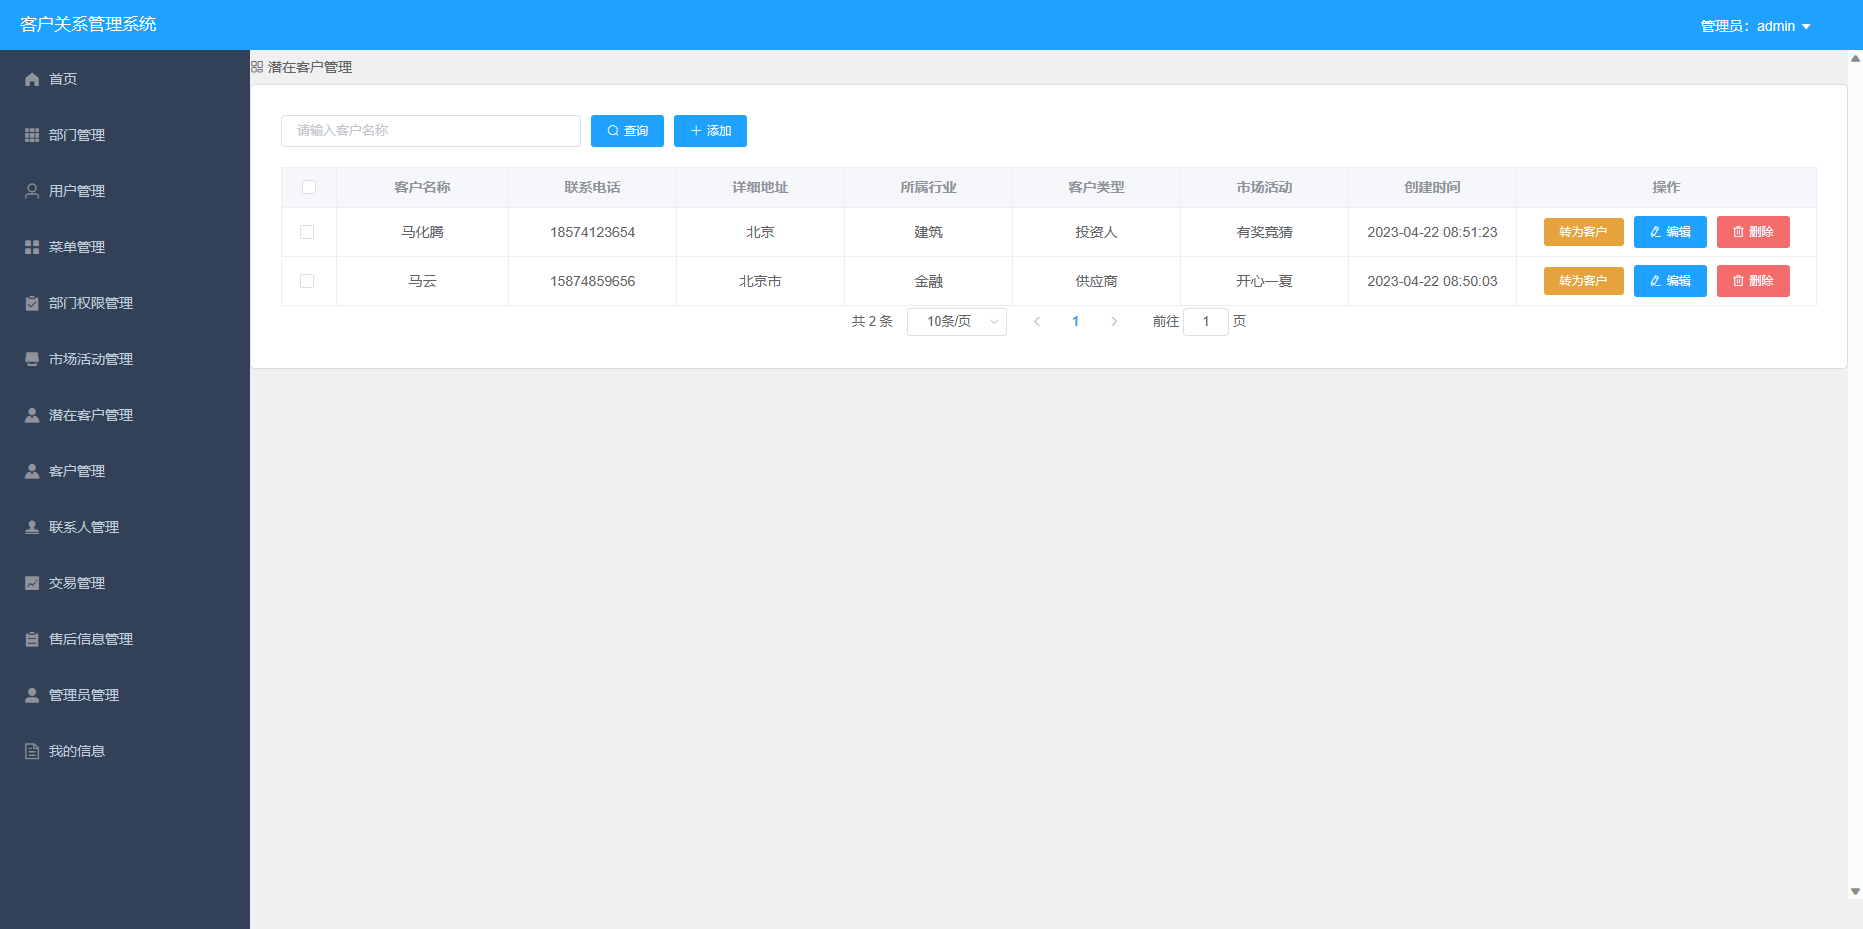 客户关系管理系统
管理员：admin
首页
部门管理
用户管理
菜单管理
部门权限管理
市场活动管理
潜在客户管理
客户管理
联系人管理
交易管理
售后信息管理
管理员管理
我的信息
潜在客户管理
请输入客户名称 查询 添加
客户名称 联系电话 详细地址 所属行业 客户类型 市场活动 创建时间 操作
马化腾 18574123654 北京 建筑 投资人 有奖竞猜 2023-04-22 08:51:23 转为客户 编辑 删除
马云 15874859656 北京市 金融 供应商 开心一夏 2023-04-22 08:50:03 转为客户 编辑 删除
共 2 条 10条/页 1 前往 1 页